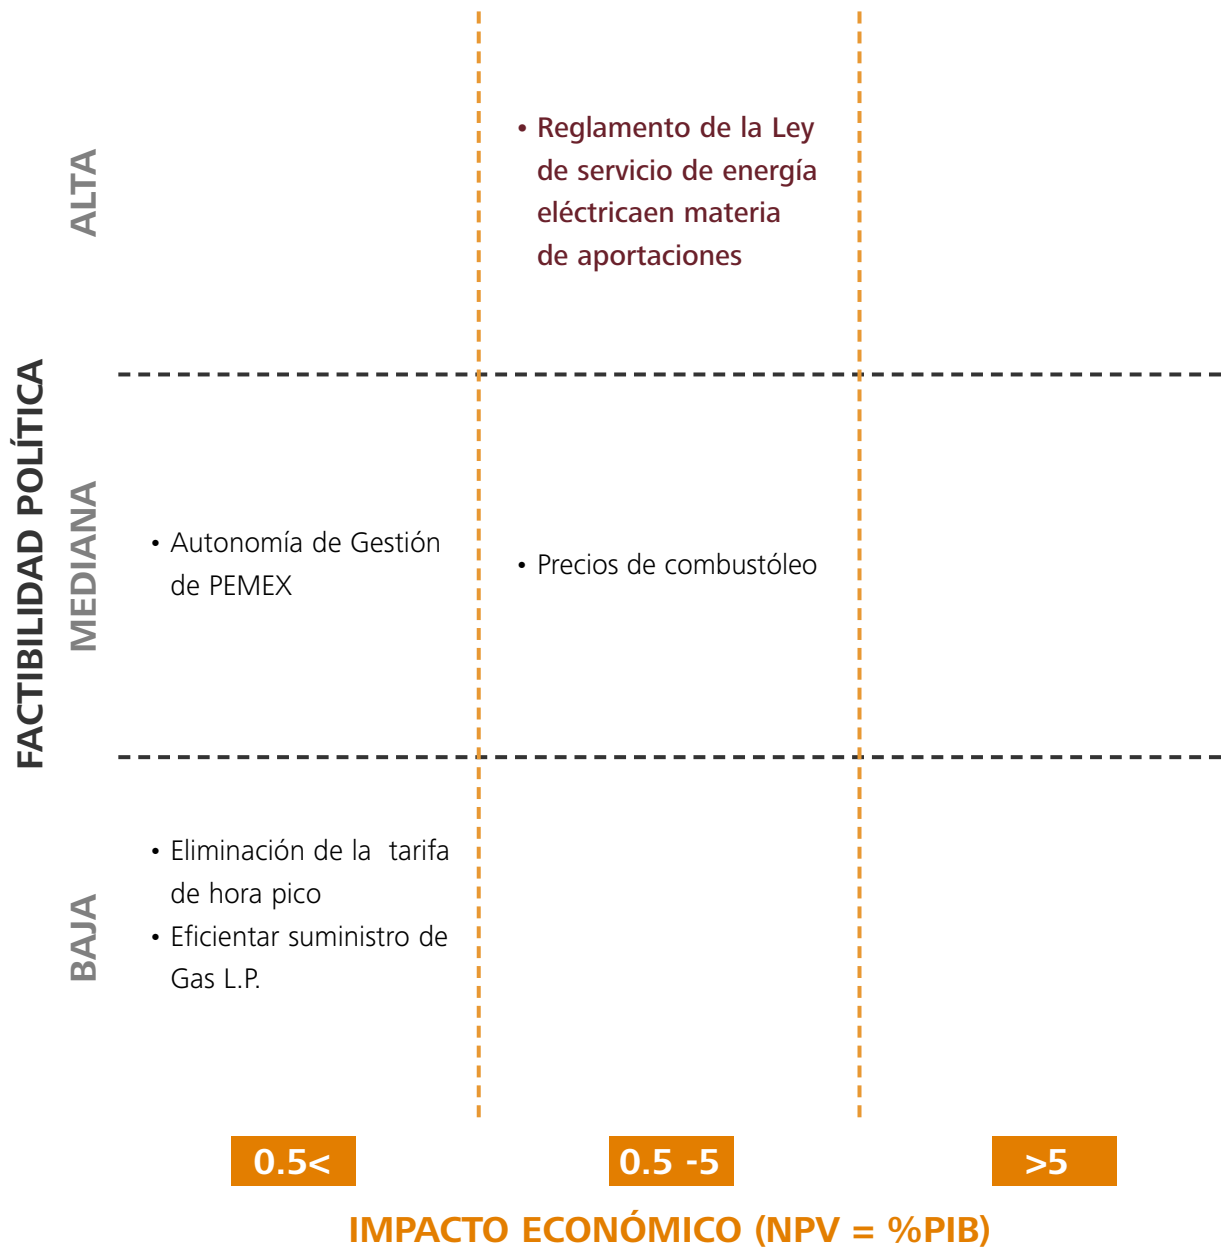 FACTIBILIDAD POLÍTICA
ALTA
• Reglamento de la Ley
de servicio de energía
eléctricaen materia
de aportaciones
MEDIANA
• Autonomía de Gestión
de PEMEX
• Precios de combustóleo
BAJA
• Eliminación de la  tarifa
de hora pico
• Eficientar suministro de
Gas L.P.
0.5<
0.5 -5
>5
IMPACTO ECONÓMICO (NPV = %PIB)